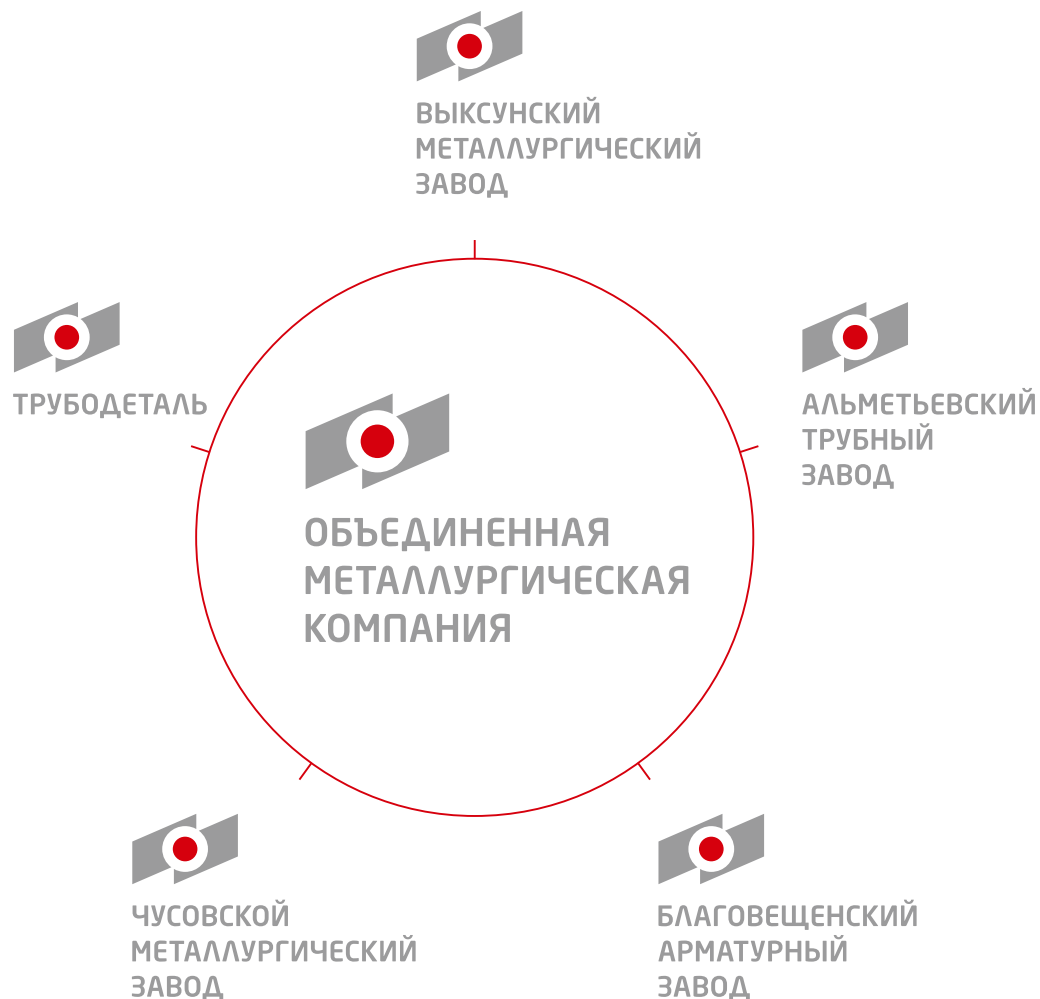 ВЫКСУНСКИЙ
МЕТАЛЛУРГИЧЕСКИЙ
ЗАВОД
ТРУБОДЕТАЛЬ
АЛЬМЕТЬЕВСКИЙ
ТРУБНЫЙ
ЗАВОД
ОБЪЕДИНЕННАЯ
МЕТАЛЛУРГИЧЕСКАЯ
КОМПАНИЯ
ЧУСОВСКОЙ
МЕТАЛЛУРГИЧЕСКИЙ
ЗАВОД
БЛАГОВЕЩЕНСКИЙ
АРМАТУРНЫЙ
ЗАВОД